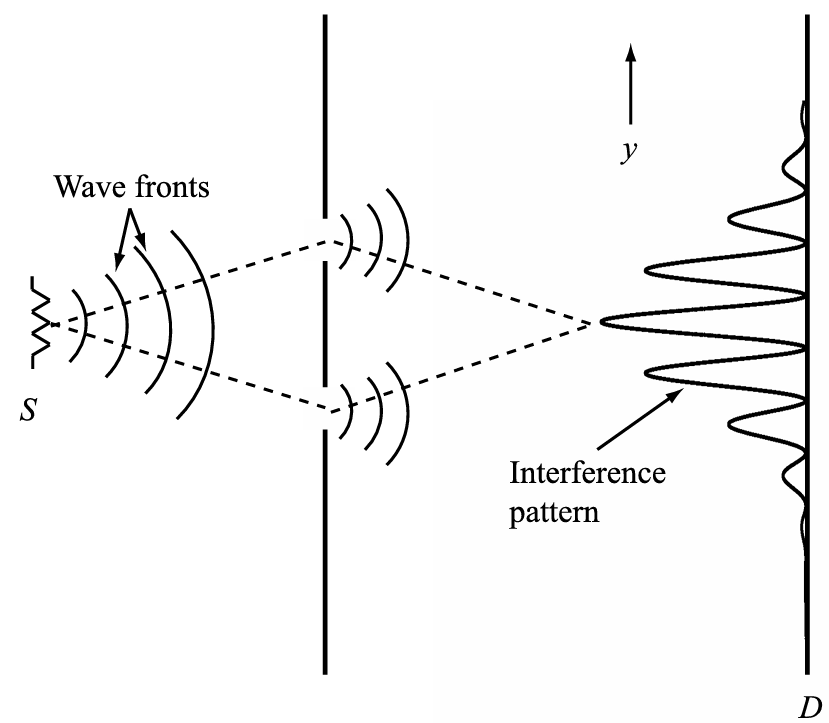 Wave fronts
y
S
Interference
pattern
D